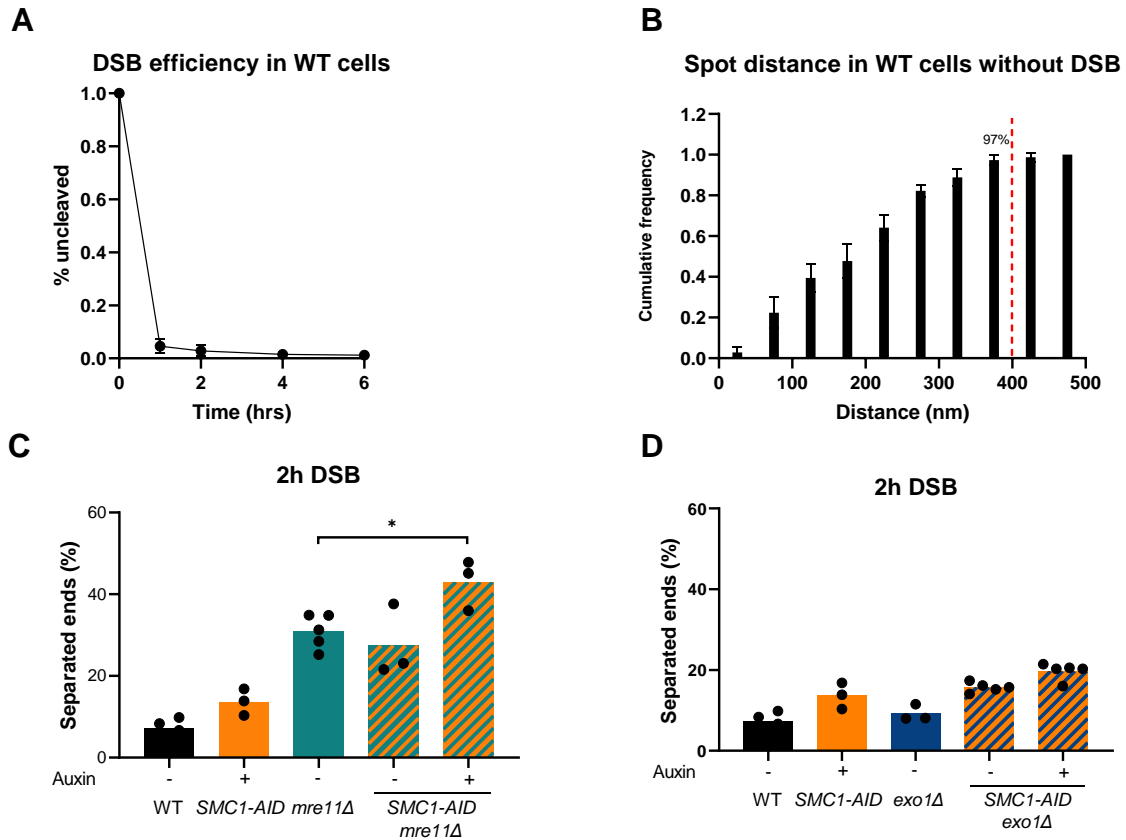 A
DSB efficiency in WT cells
% uncleaved
1.0
0.8
0.6
0.4
0.2
0.0
0 2 4 6
Time (hrs)
B
Spot distance in WT cells without DSB
Cumulative frequency
1.2
1.0
0.8
0.6
0.4
0.2
0.0
97%
0 100 200 300 400 500
Distance (nm)
C
2h DSB
Separated ends (%)
60
40
20
0
*
Auxin - + - - +
WT SMC1-AID mre11Δ SMC1-AID
mre11Δ
D
2h DSB
Separated ends (%)
60
40
20
0
Auxin - + - - +
WT SMC1-AID exo1Δ SMC1-AID
exo1Δ